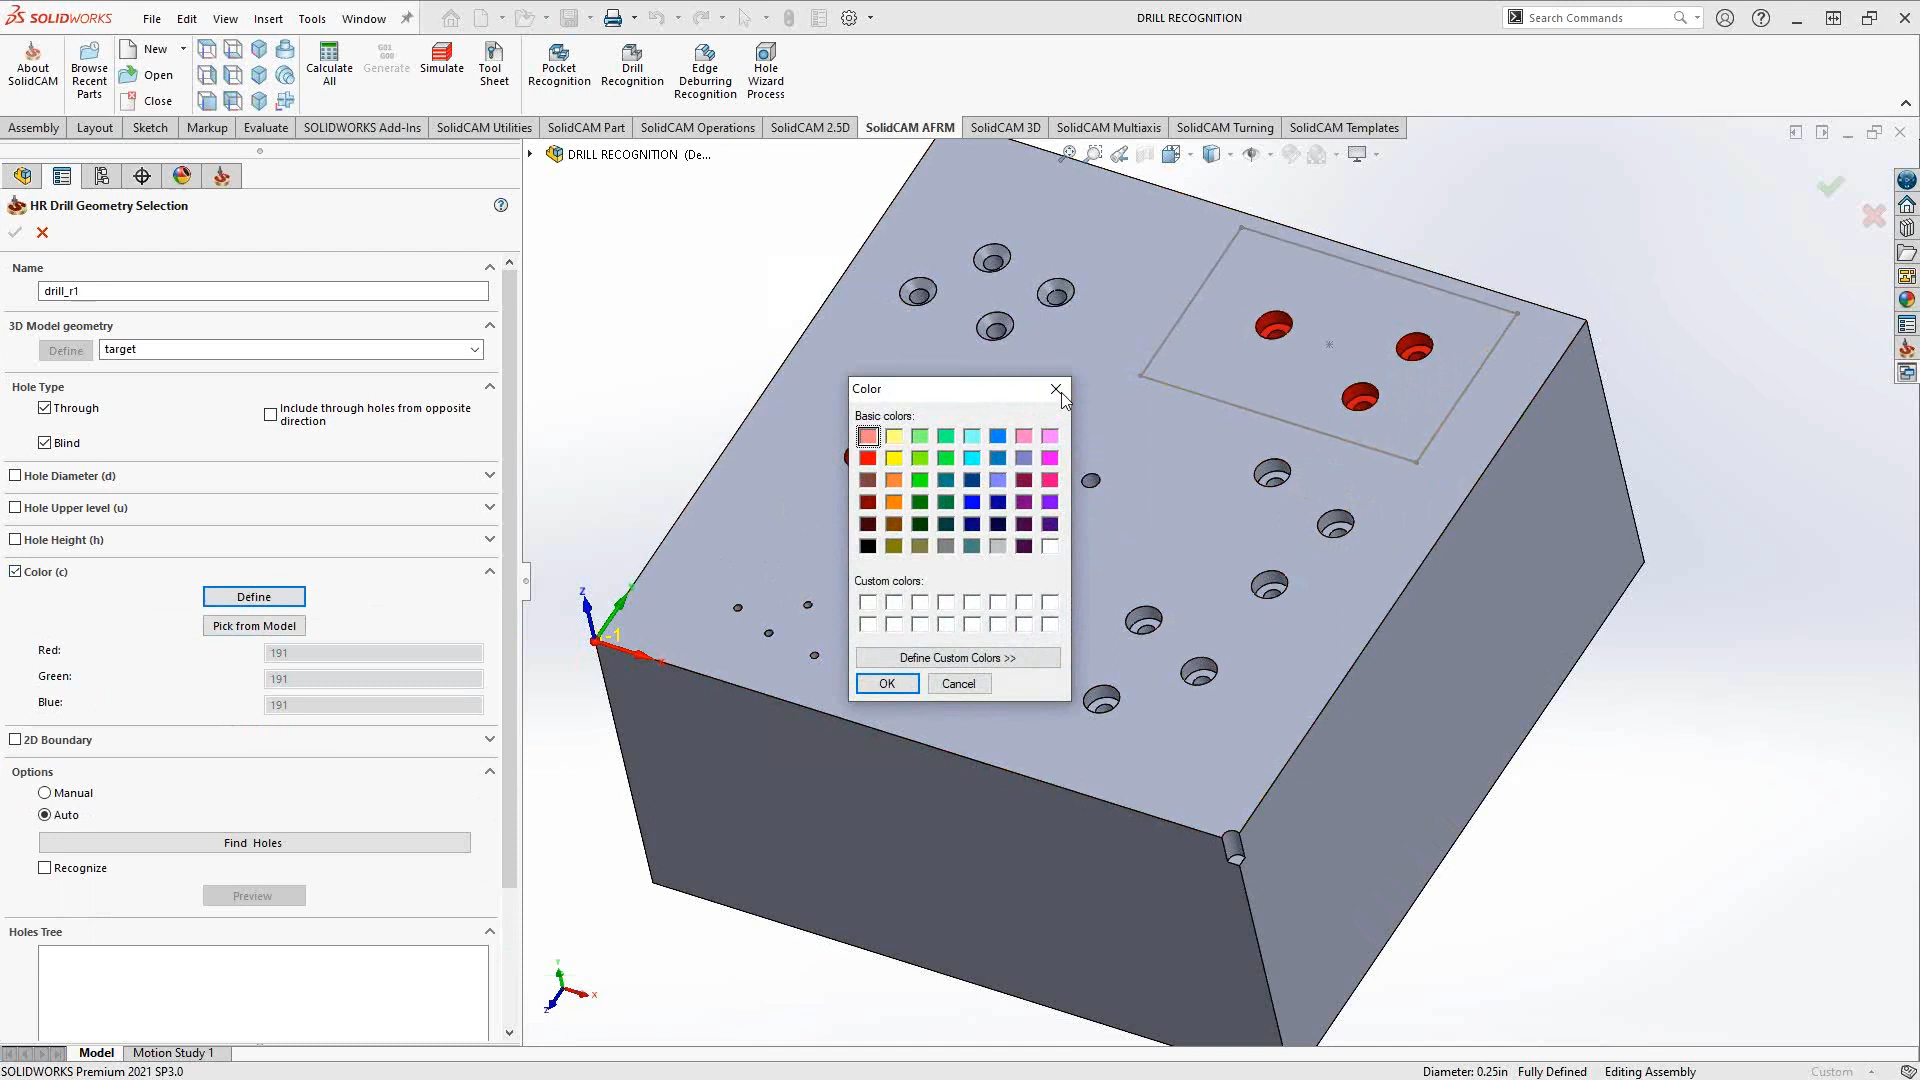 SOLIDWORKS
File
Edit
View
Insert
Tools
Window
DRILL RECOGNITION
Search Commands
About SolidCAM
Browse Recent Parts
New
Open
Close
Calculate All
G01
G00
Generate
Simulate
Tool Sheet
Pocket Recognition
Drill Recognition
Edge Deburring Recognition
Hole Wizard Process
Assembly
Layout
Sketch
Markup
Evaluate
SOLIDWORKS Add-Ins
SolidCAM Utilities
SolidCAM Part
SolidCAM Operations
SolidCAM 2.5D
SolidCAM AFRM
SolidCAM 3D
SolidCAM Multiaxis
SolidCAM Turning
SolidCAM Templates
DRILL RECOGNITION (De...
HR Drill Geometry Selection
Name
drill_r1
3D Model geometry
Define
target
Hole Type
Through
Include through holes from opposite
direction
Blind
Hole Diameter (d)
Hole Upper level (u)
Hole Height (h)
Color (c)
Define
Pick from Model
Red:
191
Green:
191
Blue:
191
2D Boundary
Options
Manual
Auto
Find Holes
Recognize
Preview
Holes Tree
Color
Basic colors:
Custom colors:
Define Custom Colors >>
OK
Cancel
Z
Y
X
-1
Y
X
Z
Model
Motion Study 1
SOLIDWORKS Premium 2021 SP3.0
Diameter: 0.25in
Fully Defined
Editing Assembly
Custom